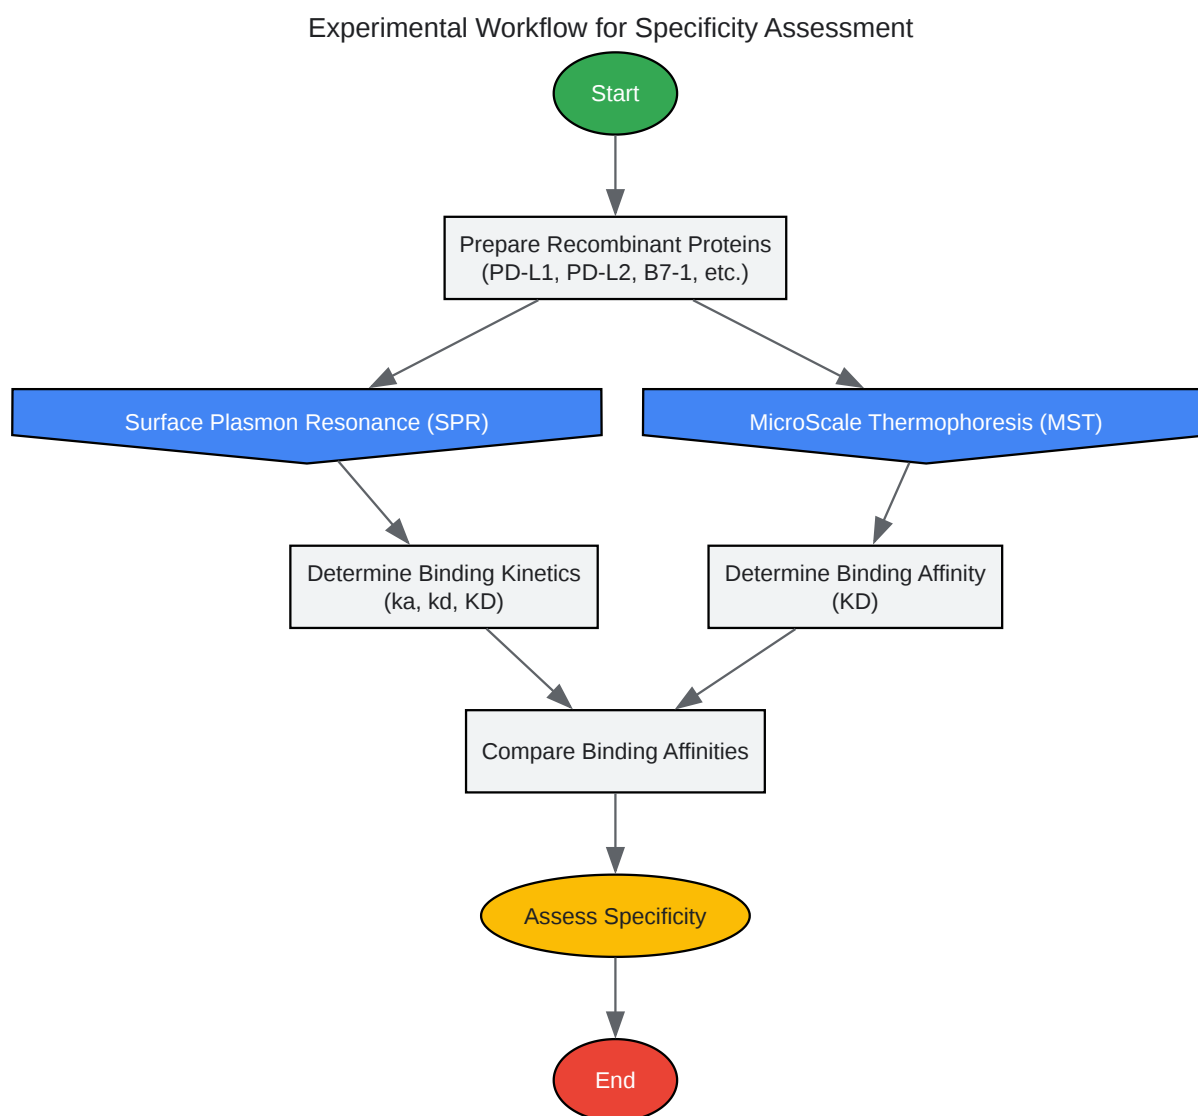 Experimental Workflow for Specificity Assessment
Start
Prepare Recombinant Proteins
(PD-L1, PD-L2, B7-1, etc.)
Surface Plasmon Resonance (SPR)
MicroScale Thermophoresis (MST)
Determine Binding Kinetics
(ka, kd, KD)
Determine Binding Affinity
(KD)
Compare Binding Affinities
Assess Specificity
End